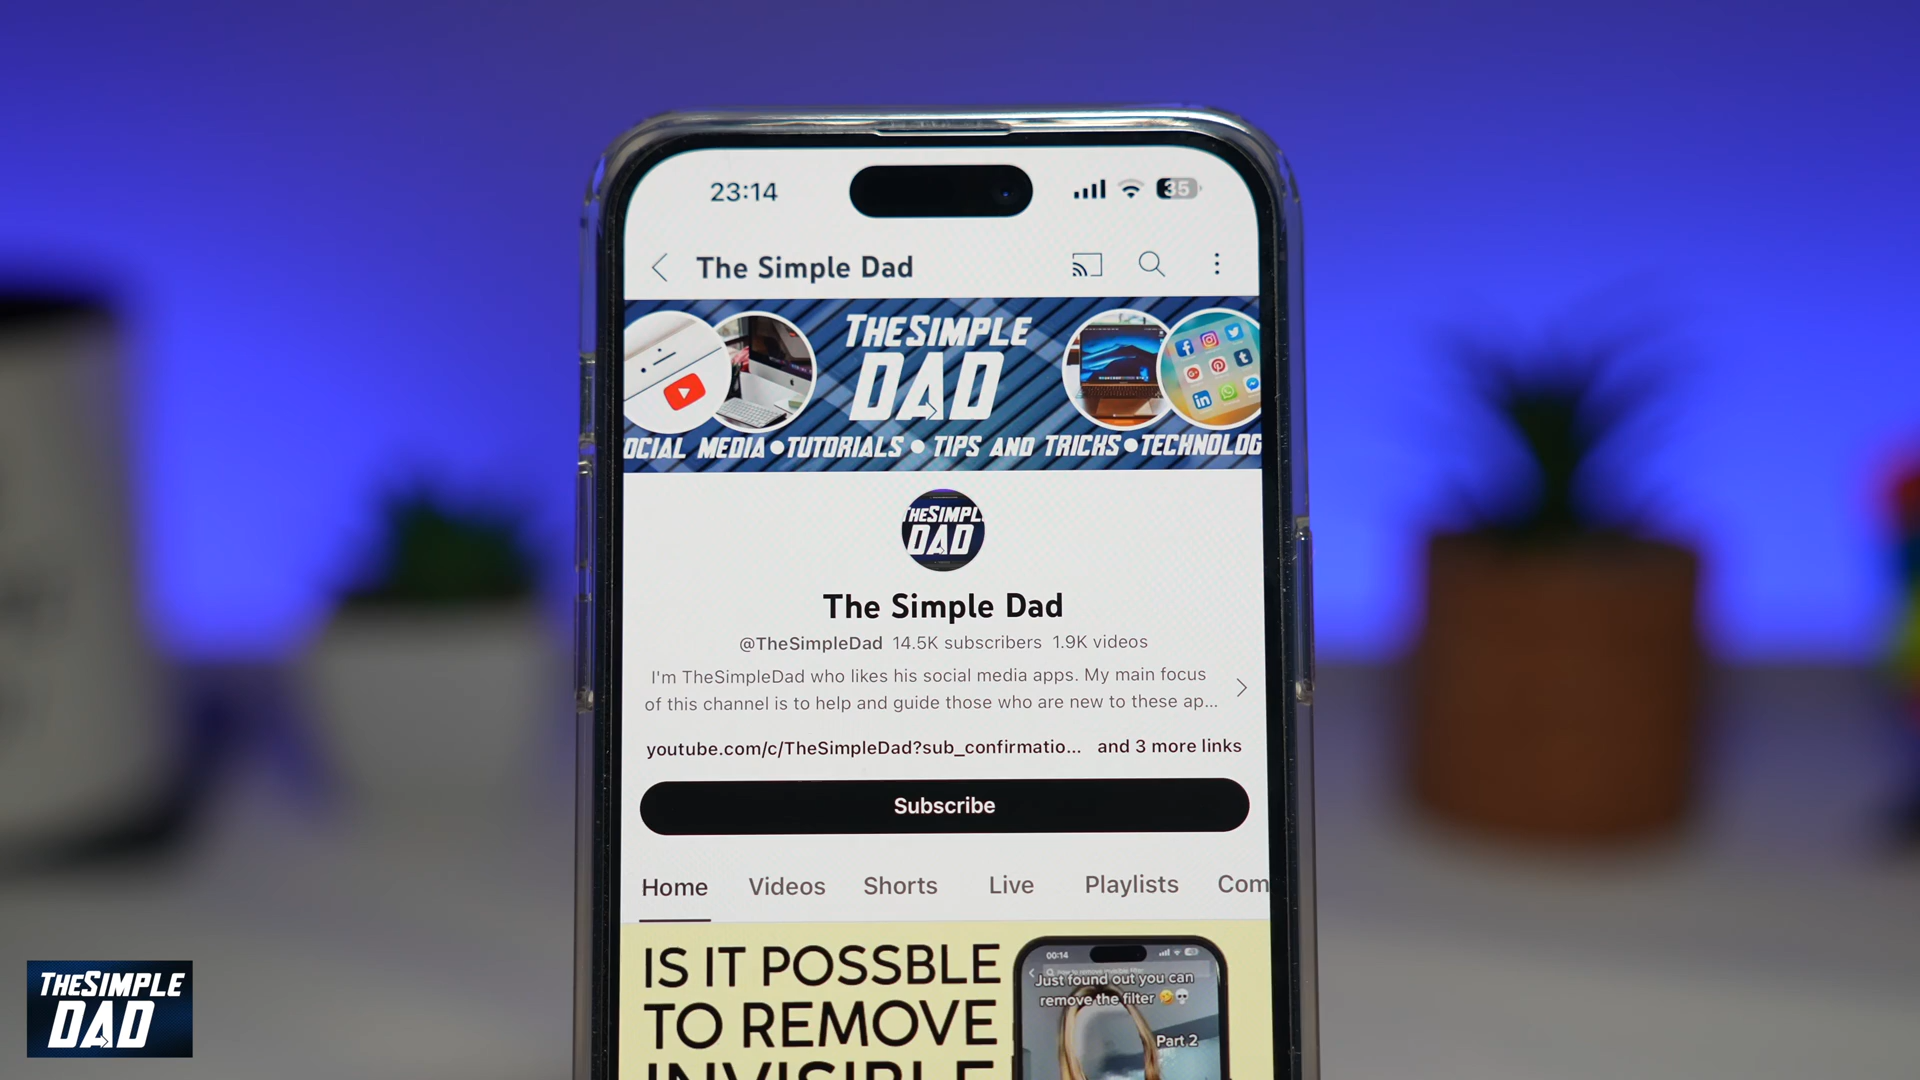 23:14
35
The Simple Dad
THESIMPLE
DAD
OCIAL MEDIA • TUTORIALS • TIPS AND TRICKS • TECHNOLOG
THESIMPL
DAD
The Simple Dad
@TheSimpleDad 14.5K subscribers 1.9K videos
I'm TheSimpleDad who likes his social media apps. My main focus
of this channel is to help and guide those who are new to these ap...
youtube.com/c/TheSimpleDad?sub_confirmatio... and 3 more links
Subscribe
Home Videos Shorts Live Playlists Com
IS IT POSSBLE
TO REMOVE
INVISIBLE
00:14
Just found out you can
remove the filter 🤣💀
Part 2
THESIMPLE
DAD